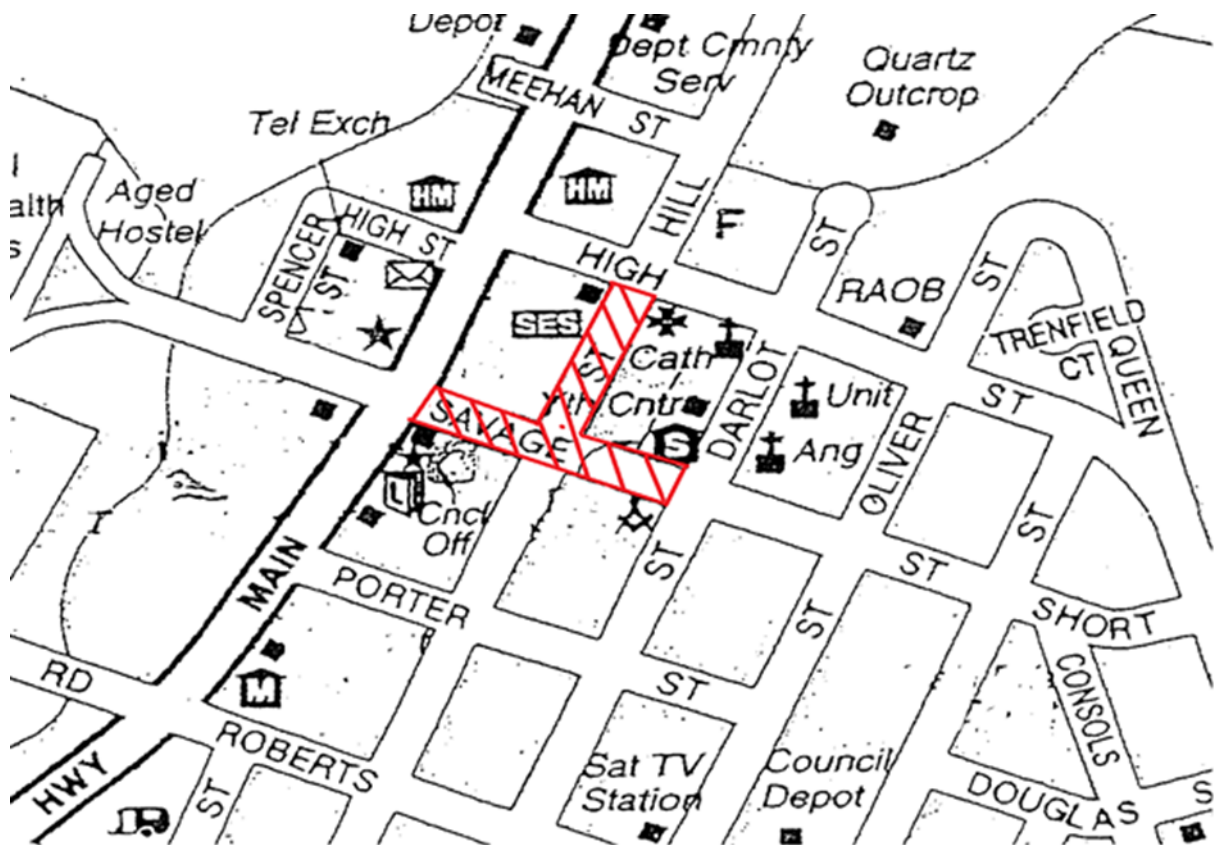 Depot
Dept Cmnty
Serv
MEEHAN
ST
Quartz
Outcrop
Tel Exch
alth
s
Aged
Hostel
HM
HM
HILL
F
ST
HIGH ST
SPENCER
ST
HIGH
RAOB
ST
TRENFIELD
CT
QUEEN
SES
ST
Cath
DARLOT
Unit
ST
Yth Cntr
SAVAGE
S
Ang
OLIVER
L
Cncl
Off
ST
ST
ST
MAIN
PORTER
ST
SHORT
RD
M
ST
CONSOLS
ROBERTS
HWY
ST
Sat TV
Station
Council
Depot
DOUGLAS
S